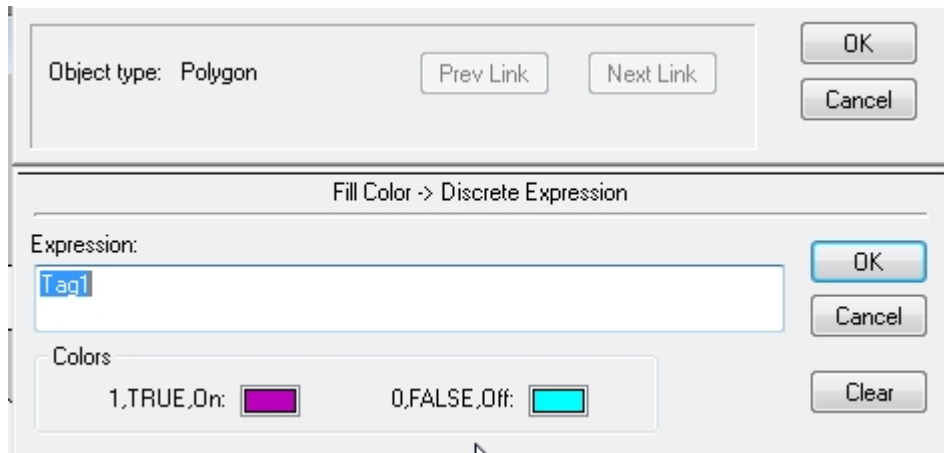 OK
Object type: Polygon Prev Link Next Link
Cancel
Fill Color -> Discrete Expression
Expression:
OK
Tag1
Cancel
Colors
1,TRUE,On: 0,FALSE,Off: Clear